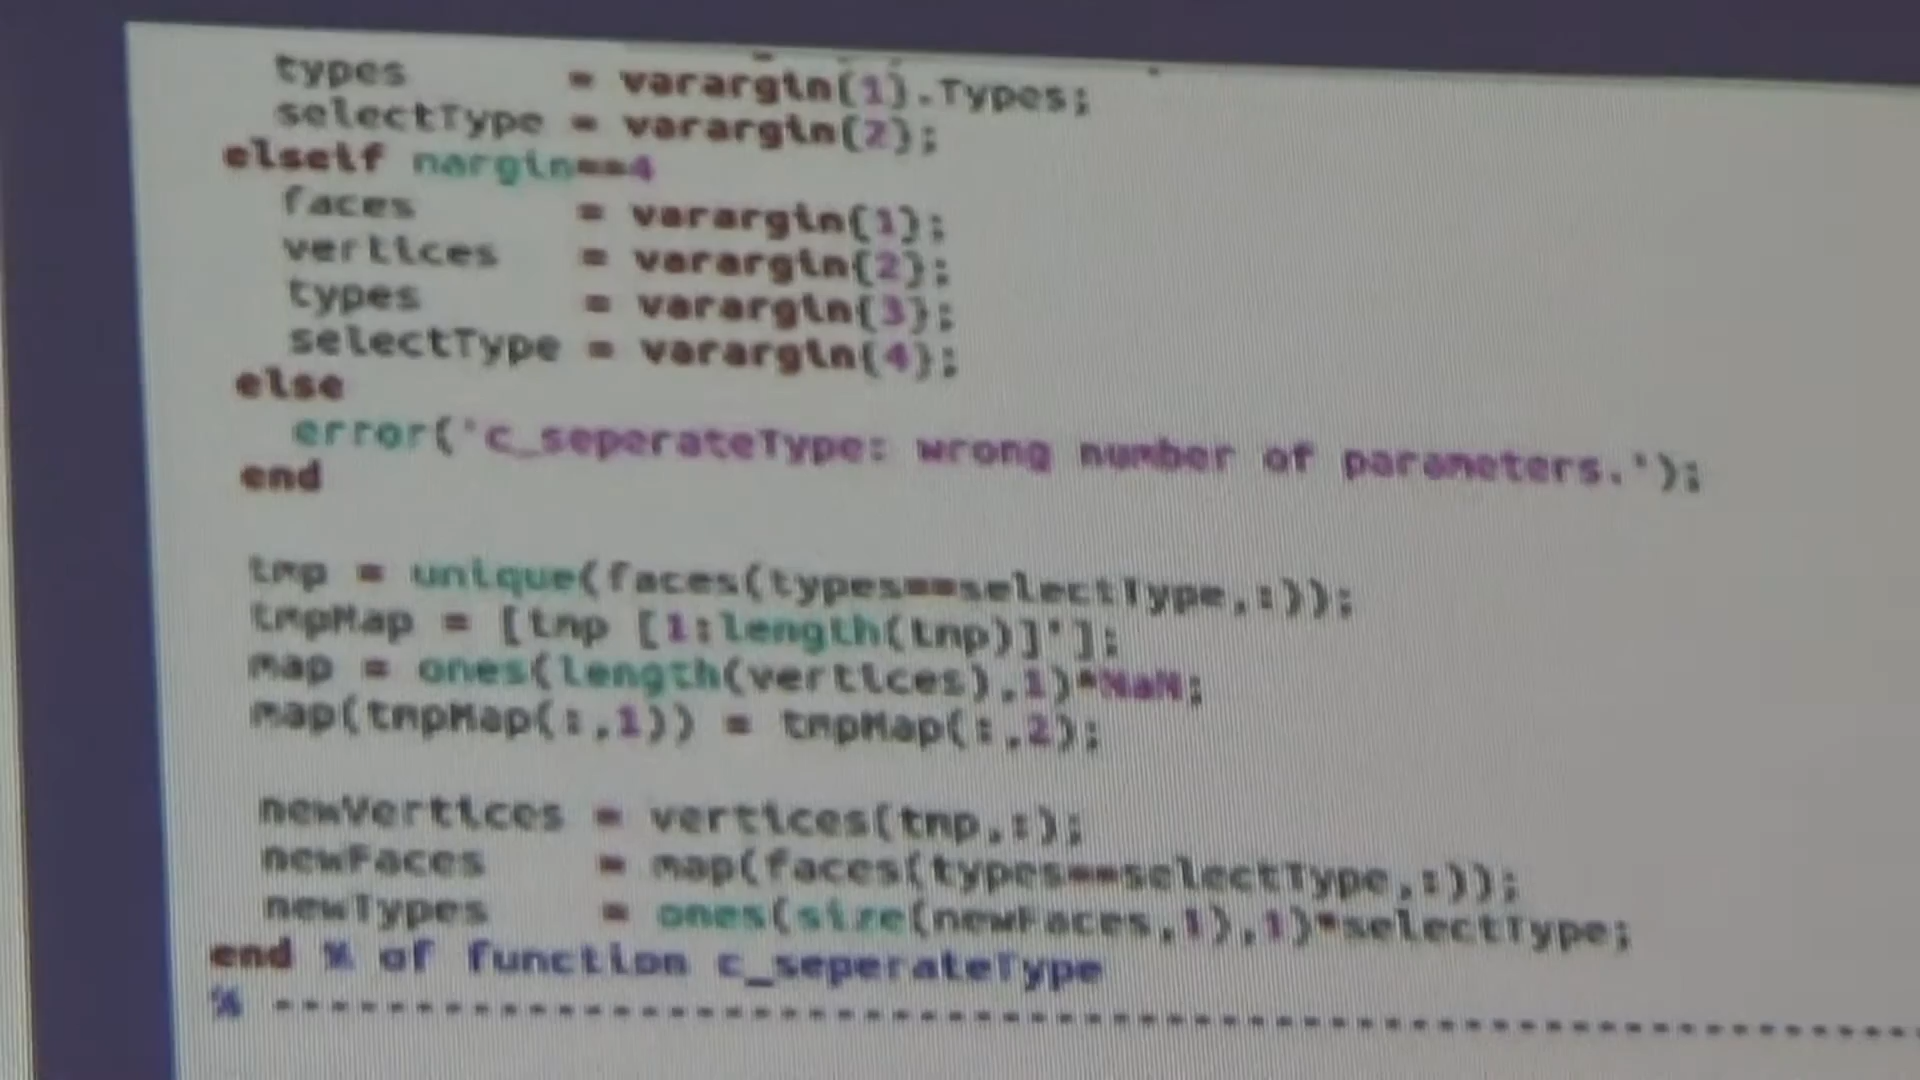 types = varargin{1}.Types;
selectType = varargin{2};
elseif nargin==4
faces = varargin{1};
vertices = varargin{2};
types = varargin{3};
selectType = varargin{4};
else
error('c_seperateType: wrong number of parameters.');
end
tmp = unique(faces(types==selectType,:));
tmpMap = [tmp [1:length(tmp)]'];
map = ones(length(vertices),1)*NaN;
map(tmpMap(:,1)) = tmpMap(:,2);
newVertices = vertices(tmp,:);
newFaces = map(faces(types==selectType,:));
newTypes = ones(size(newFaces,1),1)*selectType;
end % of function c_seperateType
% ------------------------------------------------------------